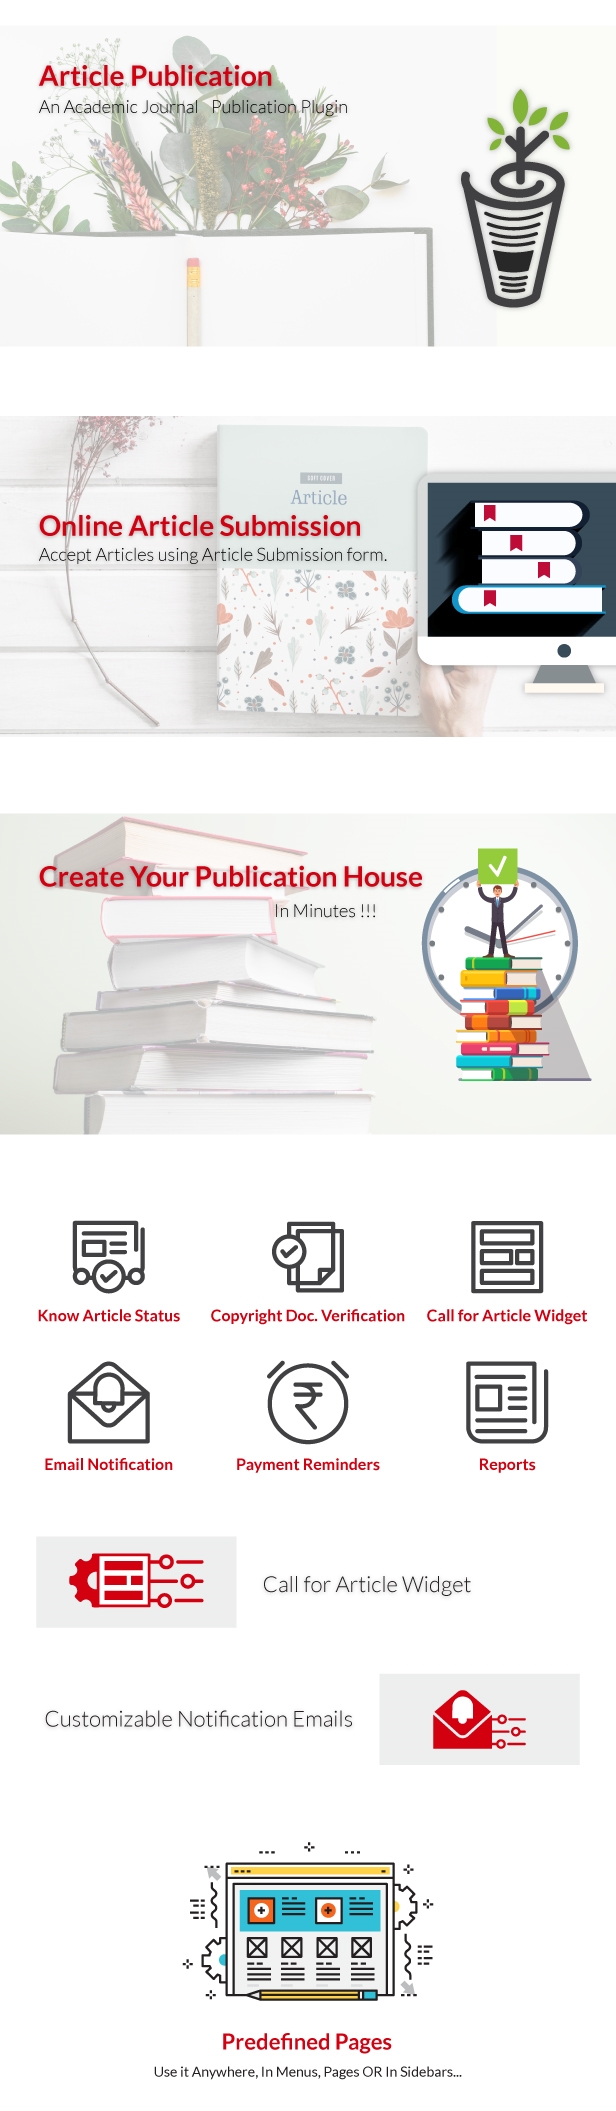 Article Publication
An Academic Journal Publication Plugin
SOFT COVER
Article
Online Article Submission
Accept Articles using Article Submission form.
Create Your Publication House
In Minutes !!!
Know Article Status
Copyright Doc. Verification
Call for Article Widget
Email Notification
Payment Reminders
Reports
Call for Article Widget
Customizable Notification Emails
Predefined Pages
Use it Anywhere, In Menus, Pages OR In Sidebars...